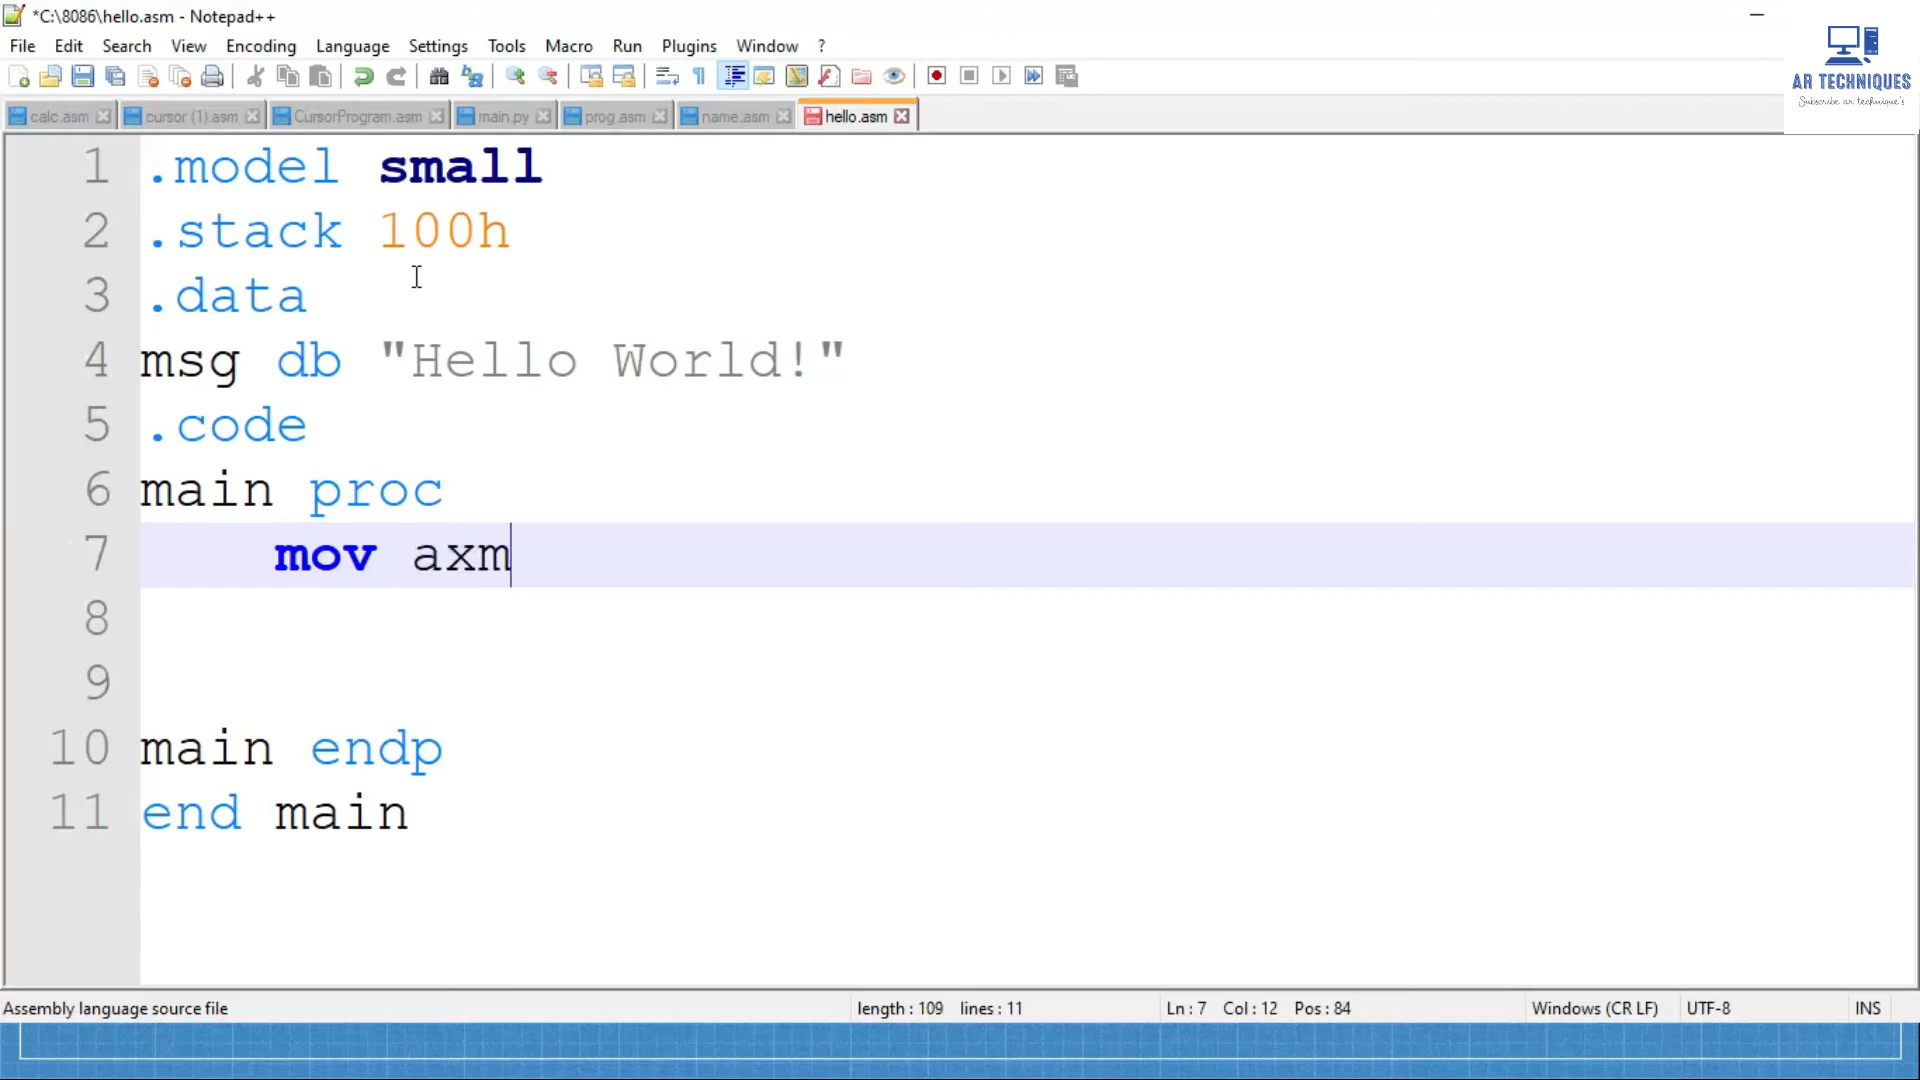 *C:\8086\hello.asm - Notepad++
File Edit Search View Encoding Language Settings Tools Macro Run Plugins Window ?
AR TECHNIQUES
Subscribe ar technique's
calc.asm cursor (1).asm CursorProgram.asm main.py prog.asm name.asm hello.asm
1 .model small
2 .stack 100h
3 .data
4 msg db "Hello World!"
5 .code
6 main proc
7 mov axm
8
9
10 main endp
11 end main
Assembly language source file length : 109 lines : 11 Ln : 7 Col : 12 Pos : 84 Windows (CR LF) UTF-8 INS